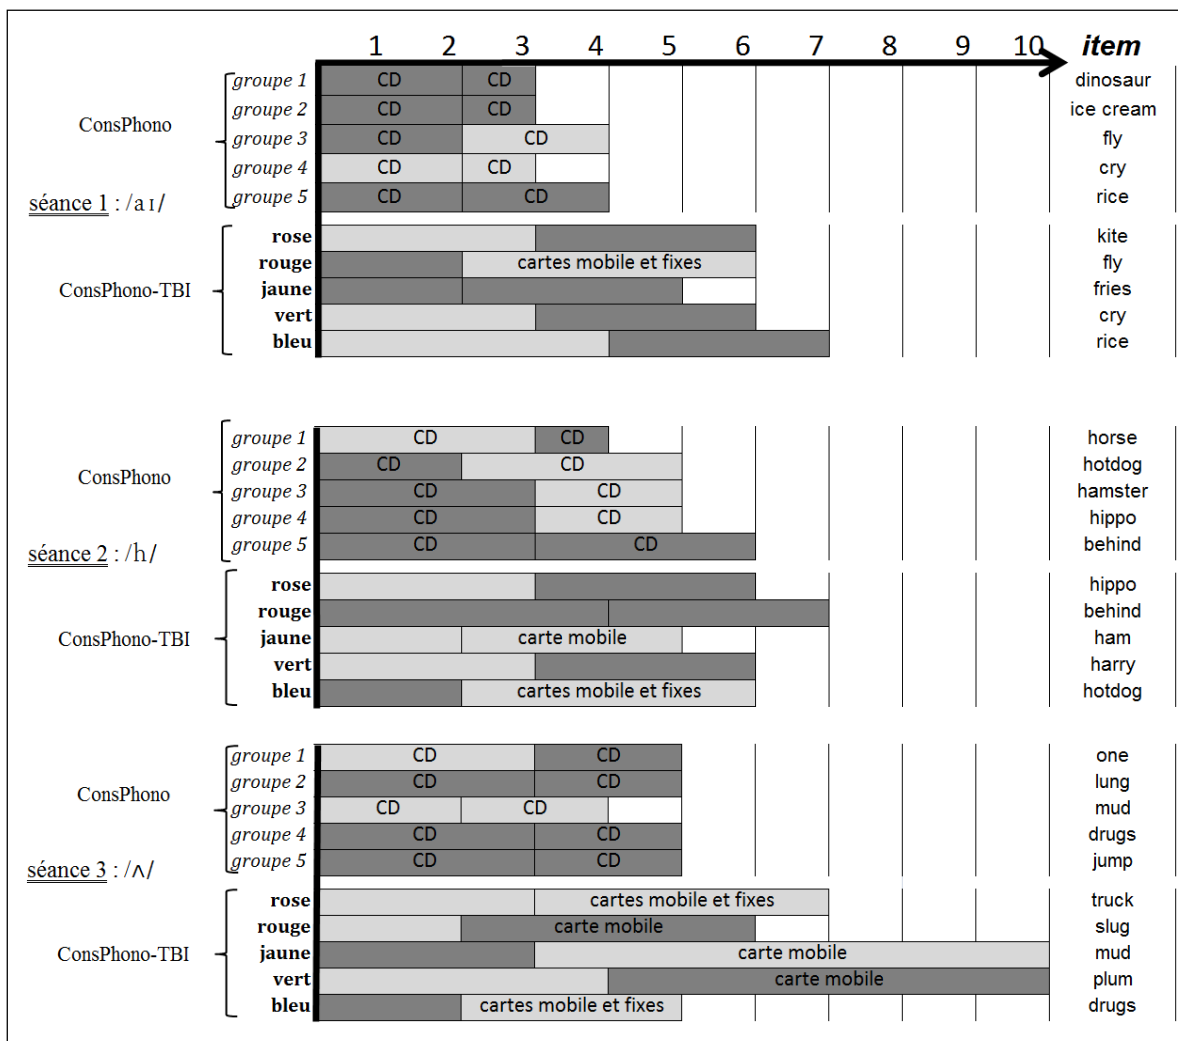 1 2 3 4 5 6 7 8 9 10 item
groupe 1 CD CD dinosaur
groupe 2 CD CD ice cream
ConsPhono
groupe 3 CD CD fly
groupe 4 CD CD cry
groupe 5 CD CD rice
séance 1 : /aɪ/
rose kite
rouge cartes mobile et fixes fly
ConsPhono-TBI
jaune fries
vert cry
bleu rice
groupe 1 CD CD horse
groupe 2 CD CD hotdog
ConsPhono
groupe 3 CD CD hamster
groupe 4 CD CD hippo
groupe 5 CD CD behind
séance 2 : /h/
rose hippo
rouge behind
ConsPhono-TBI
jaune carte mobile ham
vert harry
bleu cartes mobile et fixes hotdog
groupe 1 CD CD one
groupe 2 CD CD lung
ConsPhono
groupe 3 CD CD mud
groupe 4 CD CD drugs
groupe 5 CD CD jump
séance 3 : /ʌ/
rose cartes mobile et fixes truck
rouge carte mobile slug
ConsPhono-TBI
jaune carte mobile mud
vert carte mobile plum
bleu cartes mobile et fixes drugs